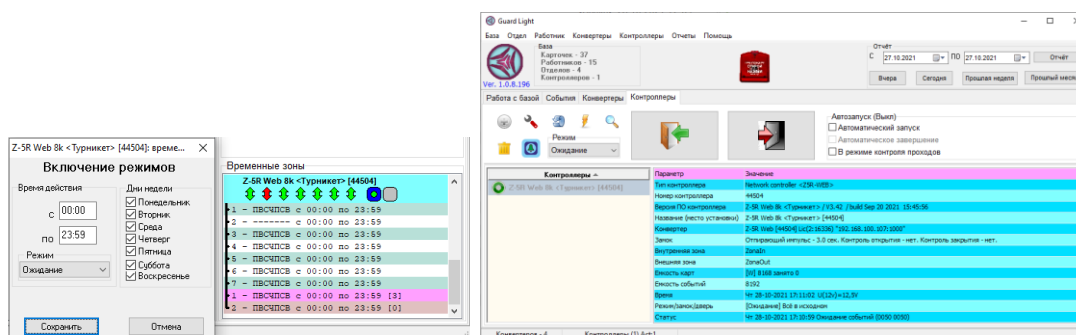 Z-5R Web 8k <Турникет> [44504]: време...
Включение режимов
Время действия
с 00:00
по 23:59
Режим
Ожидание
Дни недели
Понедельник
Вторник
Среда
Четверг
Пятница
Суббота
Воскресенье
Сохранить
Отмена
Временные зоны
Z-5R Web 8k <Турникет> [44504]
1 - ПВСЧПСВ с 00:00 по 23:59
2 - ------- с 00:00 по 23:59
3 - ПВСЧПСВ с 00:00 по 23:59
4 - ПВСЧПСВ с 00:00 по 23:59
5 - ПВСЧПСВ с 00:00 по 23:59
6 - ПВСЧПСВ с 00:00 по 23:59
7 - ПВСЧПСВ с 00:00 по 23:59
1 - ПВСЧПСВ с 00:00 по 23:59 [3]
2 - ПВСЧПСВ с 00:00 по 23:59 [0]
Guard Light
База Отдел Работник Конвертеры Контроллеры Отчеты Помощь
Ver. 1.0.8.196
База
Карточек - 37
Работников - 15
Отделов - 4
Контроллеров - 1
Отчёт
С 27.10.2021 ПО 27.10.2021 Отчёт
Вчера Сегодня Прошлая неделя Прошлый меся
Работа с базой События Конвертеры Контроллеры
Режим
Ожидание
Автозапуск (Выкл)
Автоматический запуск
Автоматическое завершение
В режиме контроля проходов
Контроллеры
Z-5R Web 8k <Турникет> [44504]
Параметр Значение
Тип контроллера Network controller <Z5R-WEB>
Номер контроллера 44504
Версия ПО контроллера Z-5R Web 8k <Турникет> / V3.42 /build Sep 20 2021 15:45:56
Название (место установки) Z-5R Web 8k <Турникет> [44504]
Конвертер Z-5R Web [44504] Lic(2:16336) "192.168.100.107:1000"
Замок Отпирающий импульс - 3.0 сек. Контроль открытия - нет. Контроль закрытия - нет.
Внутренняя зона ZonaIn
Внешняя зона ZonaOut
Емкость карт 8168 занято 0
Емкость событий 8192
Время Чт 28-10-2021 17:11:02 U(12v)=12,5V
Режим/замок/дверь [Ожидание] Всё в исходном
Статус Чт 28-10-2021 17:10:59 Ожидание событий (0050 0050)